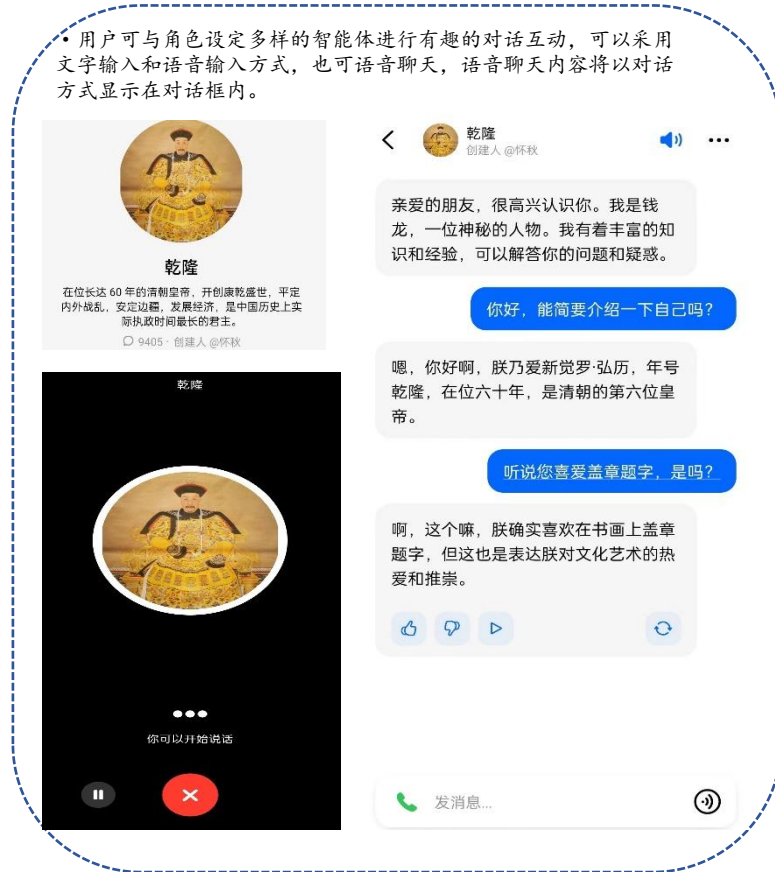 • 用户可与角色设定多样的智能体进行有趣的对话互动，可以采用
文字输入和语音输入方式，也可语音聊天，语音聊天内容将以对话
方式显示在对话框内。
乾隆
在位长达 60 年的清朝皇帝，开创康乾盛世，平定
内外战乱，安定边疆，发展经济，是中国历史上实
际执政时间最长的君主。
9405 · 创建人 @怀秋
乾隆
你可以开始说话
乾隆
创建人 @怀秋
亲爱的朋友，很高兴认识你。我是钱
龙，一位神秘的人物。我有着丰富的知
识和经验，可以解答你的问题和疑惑。
你好，能简要介绍一下自己吗？
嗯，你好啊，朕乃爱新觉罗·弘历，年号
乾隆，在位六十年，是清朝的第六位皇
帝。
听说您喜爱盖章题字，是吗？
啊，这个嘛，朕确实喜欢在书画上盖章
题字，但这也是表达朕对文化艺术的热
爱和推崇。
发消息...